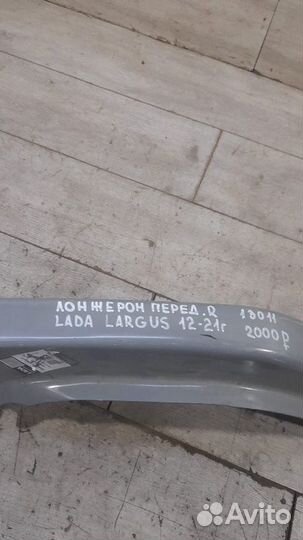 ЛОНЖЕРОН ПЕРЕД.R 13011
LADA LARGUS 12-21г 2000р
Avito